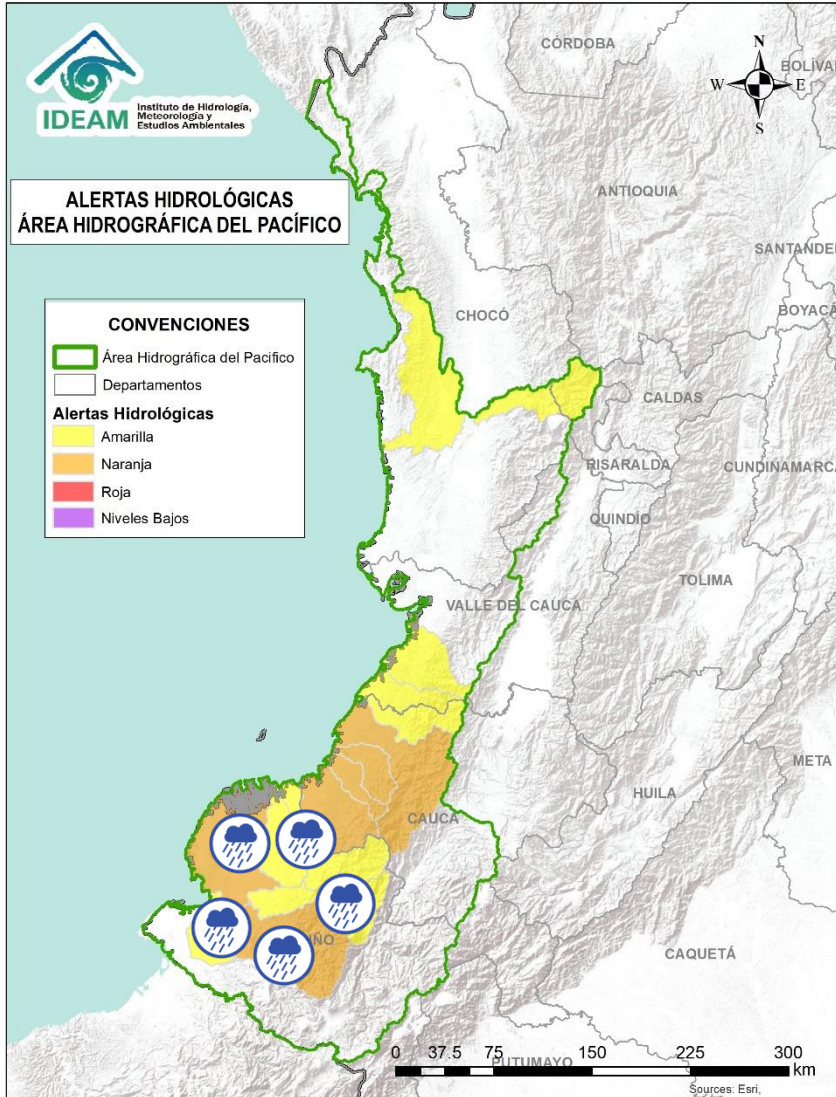 IDEAM
Instituto de Hidrología,
Meteorología y
Estudios Ambientales
ALERTAS HIDROLÓGICAS
ÁREA HIDROGRÁFICA DEL PACÍFICO
CONVENCIONES
Área Hidrográfica del Pacifico
Departamentos
Alertas Hidrológicas
Amarilla
Naranja
Roja
Niveles Bajos
N
W
E
S
CÓRDOBA
BOLÍVAR
ANTIOQUIA
SANTANDER
BOYACÁ
CHOCÓ
CALDAS
RISARALDA
CUNDINAMARCA
QUINDÍO
TOLIMA
VALLE DEL CAUCA
META
HUILA
CAUCA
IÑO
CAQUETÁ
PUTUMAYO
0 37.5 75 150 225 300
km
Sources: Esri,